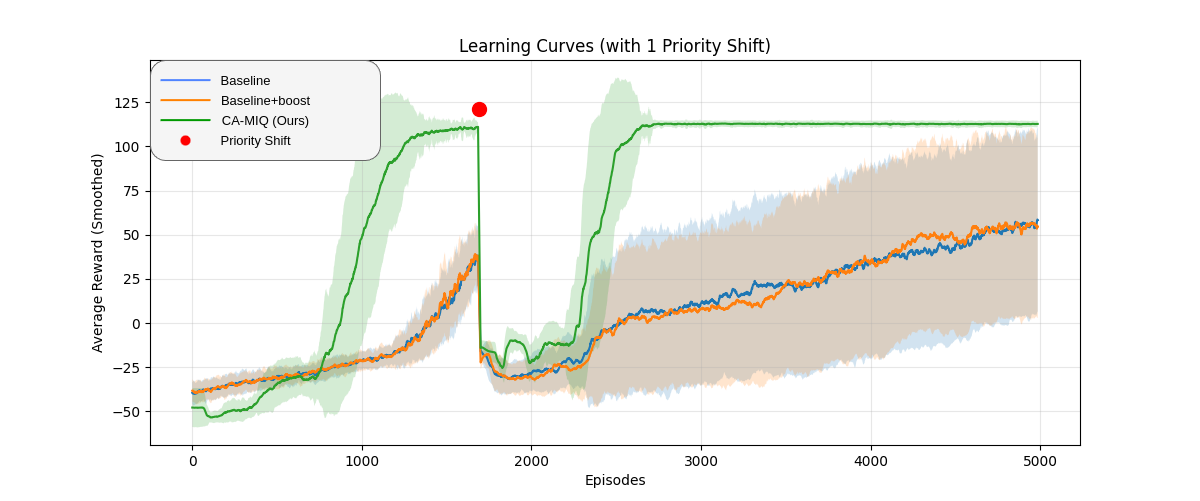 Learning Curves (with 1 Priority Shift)
Baseline
Baseline+boost
CA-MIQ (Ours)
Priority Shift
Average Reward (Smoothed)
125
100
75
50
25
0
−25
−50
0
1000
2000
3000
4000
5000
Episodes